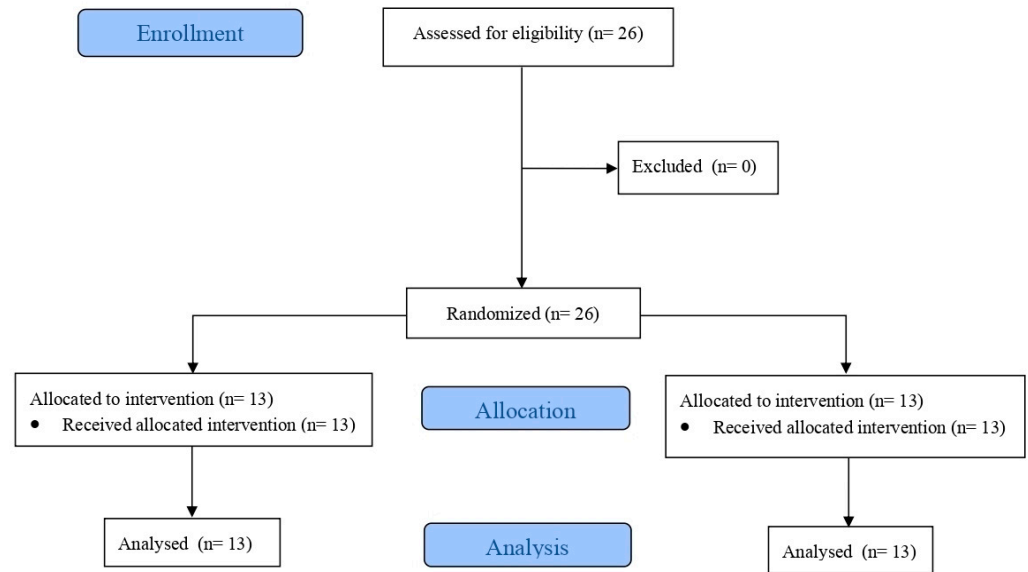 Enrollment
Assessed for eligibility (n= 26)
Excluded (n= 0)
Randomized (n= 26)
Allocated to intervention (n= 13)
• Received allocated intervention (n= 13)
Allocation
Allocated to intervention (n= 13)
• Received allocated intervention (n= 13)
Analysed (n= 13)
Analysis
Analysed (n= 13)